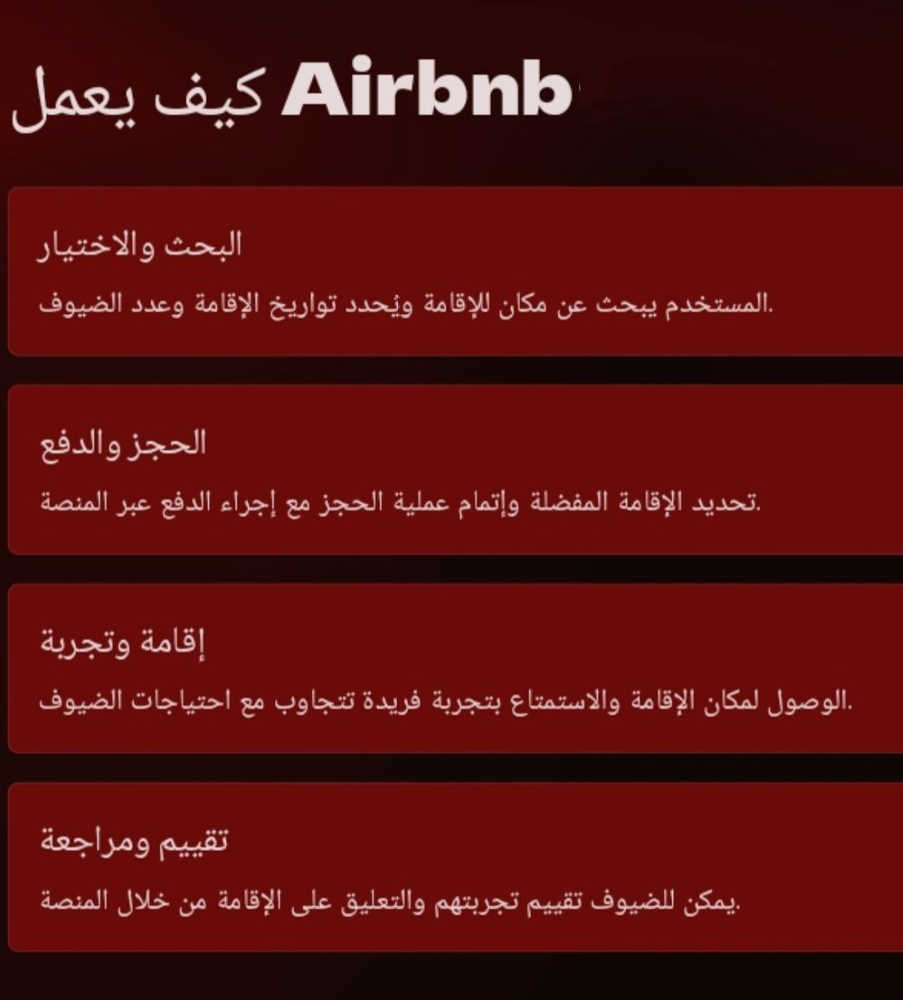 كيف يعمل Airbnb
البحث والاختيار
المستخدم يبحث عن مكان للإقامة ويُحدد تواريخ الإقامة وعدد الضيوف.
الحجز والدفع
تحديد الإقامة المفضلة وإتمام عملية الحجز مع إجراء الدفع عبر المنصة.
إقامة وتجربة
الوصول لمكان الإقامة والاستمتاع بتجربة فريدة تتجاوب مع احتياجات الضيوف.
تقييم ومراجعة
يمكن للضيوف تقييم تجربتهم والتعليق على الإقامة من خلال المنصة.